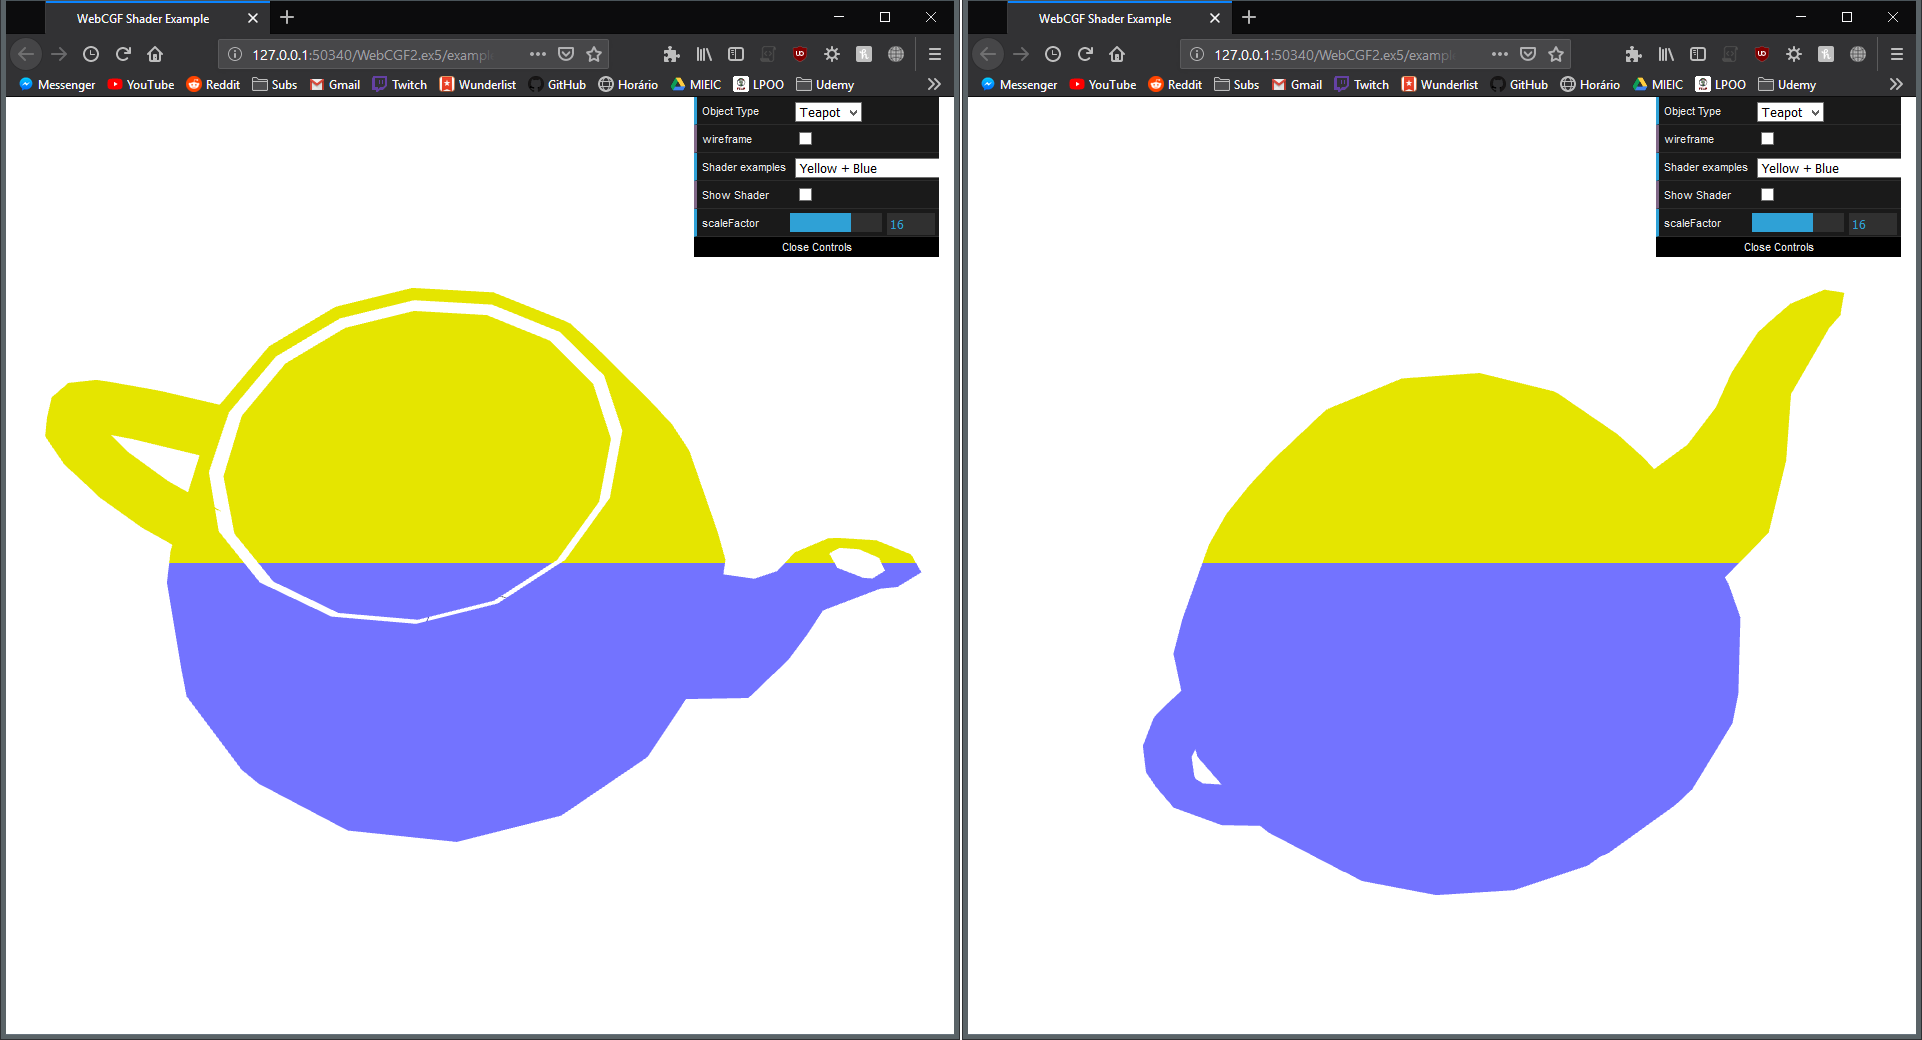 WebCGF Shader Example
127.0.0.1:50340/WebCGF2.ex5/exampl
Messenger YouTube Reddit Subs Gmail Twitch Wunderlist GitHub Horário MIEIC LPOO Udemy
Object Type Teapot
wireframe
Shader examples Yellow + Blue
Show Shader
scaleFactor 16
Close Controls
WebCGF Shader Example
127.0.0.1:50340/WebCGF2.ex5/example
Messenger YouTube Reddit Subs Gmail Twitch Wunderlist GitHub Horário MIEIC LPOO Udemy
Object Type Teapot
wireframe
Shader examples Yellow + Blue
Show Shader
scaleFactor 16
Close Controls